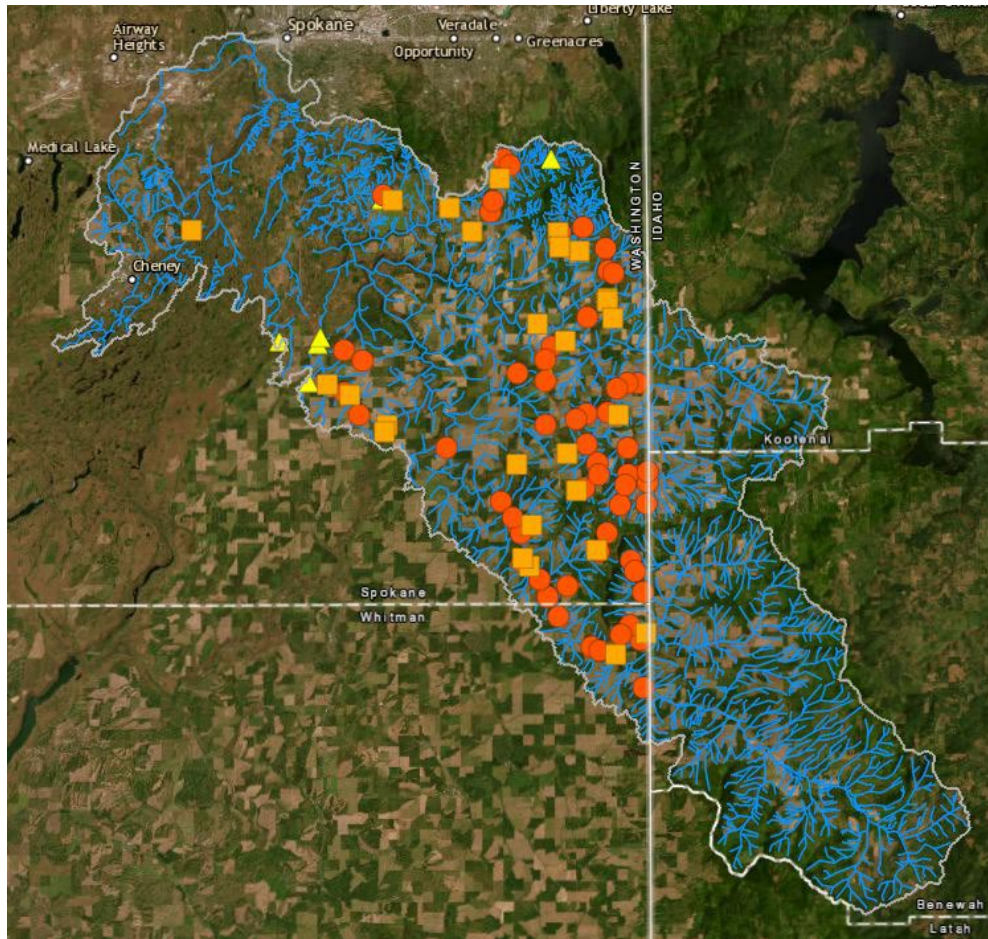 Liberty Lake
Spokane
Veradale
Airway
Heights
Opportunity
Greenacres
Medical Lake
WASHINGTON
IDAHO
Cheney
Kootenai
Spokane
Whitman
Benewah
Latah